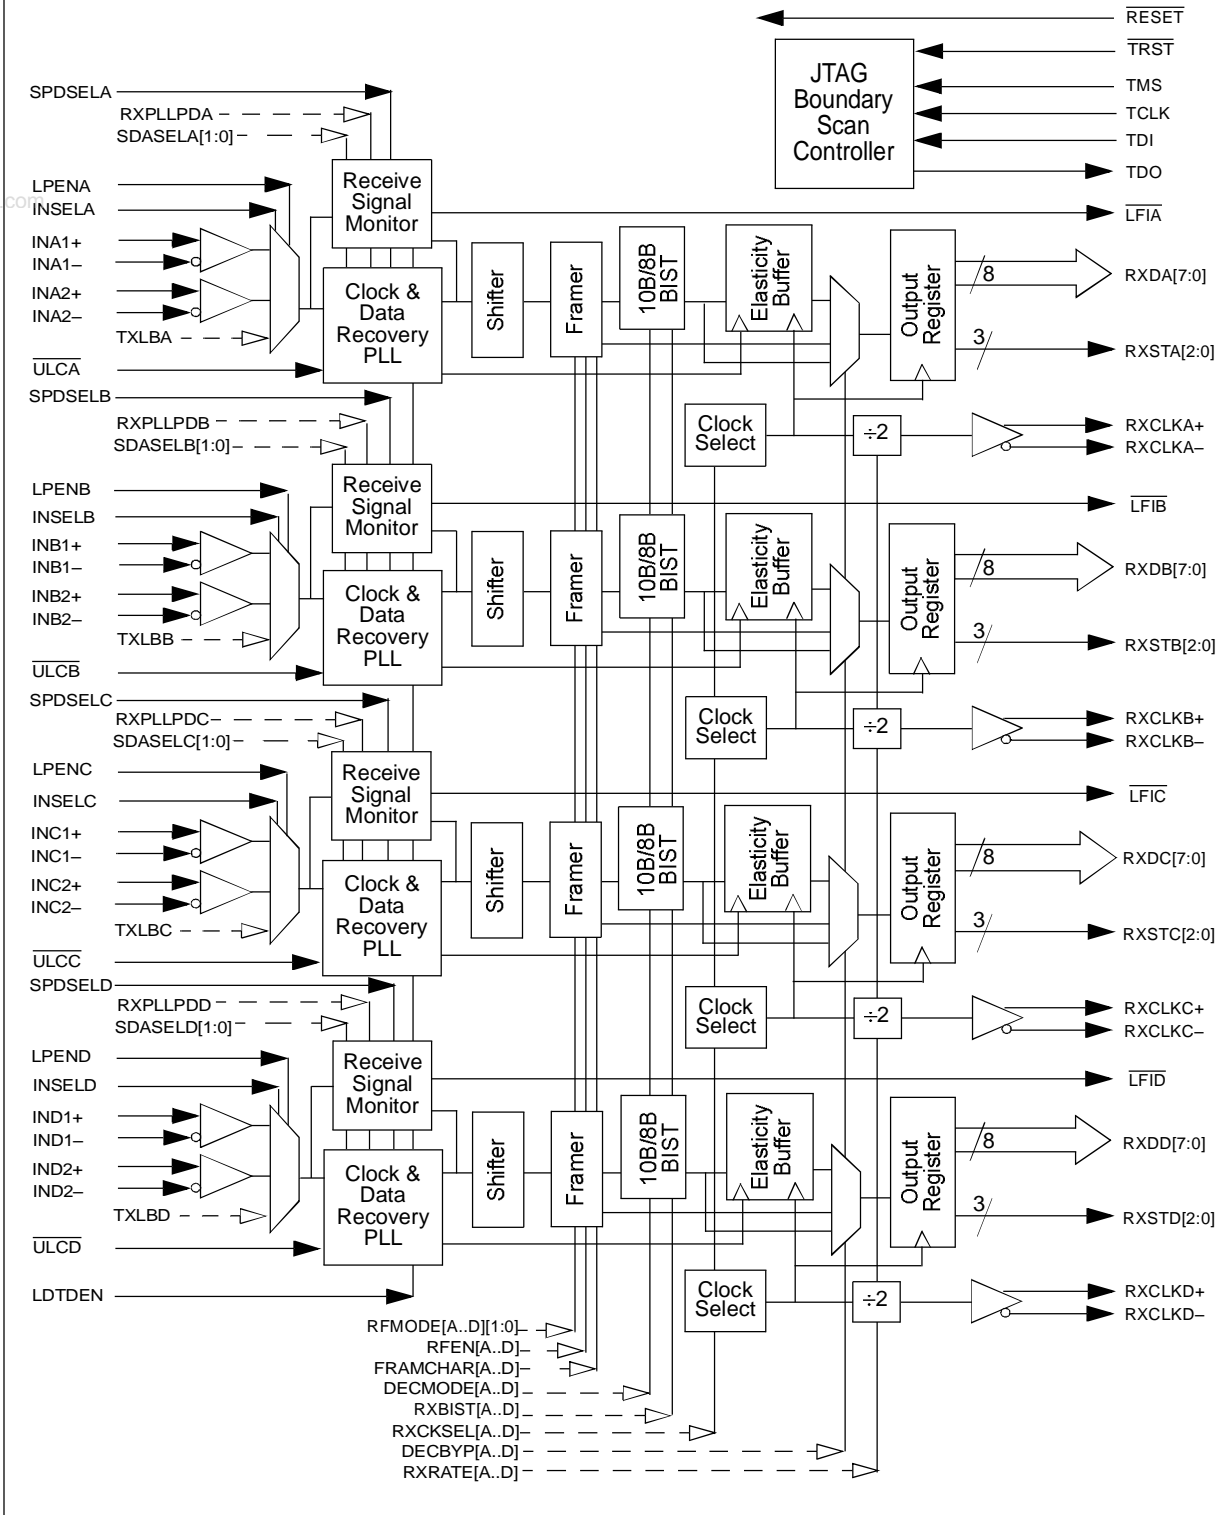 RESET
TRST
JTAG
Boundary
Scan
Controller
TMS
TCLK
TDI
TDO
SPDSELA
RXPLLPDA
SDASELA[1:0]
LPENA
.com
INSELA
INA1+
INA1–
INA2+
INA2–
TXLBA
ULCA
Receive
Signal
Monitor
Clock &
Data
Recovery
PLL
Shifter
Framer
10B/8B
BIST
Elasticity
Buffer
Output
Register
LFIA
8
RXDA[7:0]
3
RXSTA[2:0]
Clock
Select
÷2
RXCLKA+
RXCLKA–
SPDSELB
RXPLLPDB
SDASELB[1:0]
LPENB
INSELB
INB1+
INB1–
INB2+
INB2–
TXLBB
ULCB
Receive
Signal
Monitor
Clock &
Data
Recovery
PLL
Shifter
Framer
10B/8B
BIST
Elasticity
Buffer
Output
Register
LFIB
8
RXDB[7:0]
3
RXSTB[2:0]
Clock
Select
÷2
RXCLKB+
RXCLKB–
SPDSELC
RXPLLPDC
SDASELC[1:0]
LPENC
INSELC
INC1+
INC1–
INC2+
INC2–
TXLBC
ULCC
Receive
Signal
Monitor
Clock &
Data
Recovery
PLL
Shifter
Framer
10B/8B
BIST
Elasticity
Buffer
Output
Register
LFIC
8
RXDC[7:0]
3
RXSTC[2:0]
Clock
Select
÷2
RXCLKC+
RXCLKC–
SPDSELD
RXPLLPDD
SDASELD[1:0]
LPEND
INSELD
IND1+
IND1–
IND2+
IND2–
TXLBD
ULCD
Receive
Signal
Monitor
Clock &
Data
Recovery
PLL
Shifter
Framer
10B/8B
BIST
Elasticity
Buffer
Output
Register
LFID
8
RXDD[7:0]
3
RXSTD[2:0]
Clock
Select
÷2
RXCLKD+
RXCLKD–
LDTDEN
RFMODE[A..D][1:0]
RFEN[A..D]
FRAMCHAR[A..D]
DECMODE[A..D]
RXBIST[A..D]
RXCKSEL[A..D]
DECBYP[A..D]
RXRATE[A..D]